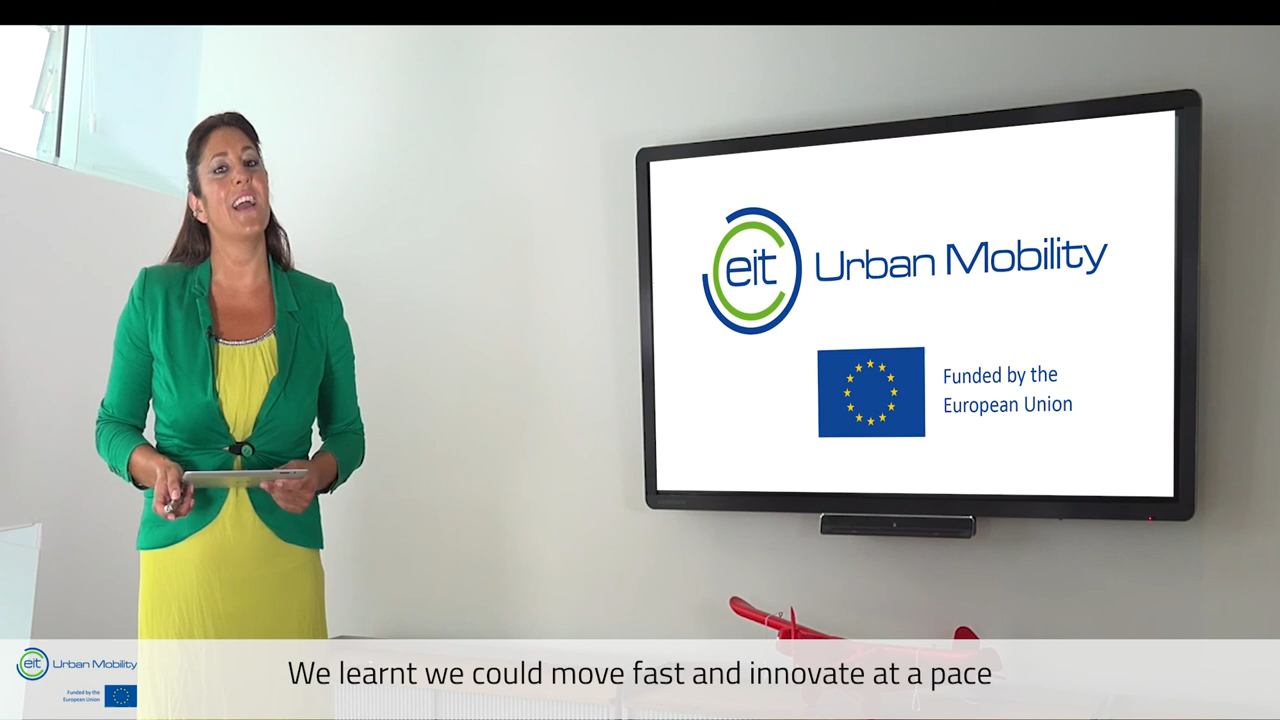 eit Urban Mobility
Funded by the
European Union
eit Urban Mobility
Funded by the
European Union
We learnt we could move fast and innovate at a pace